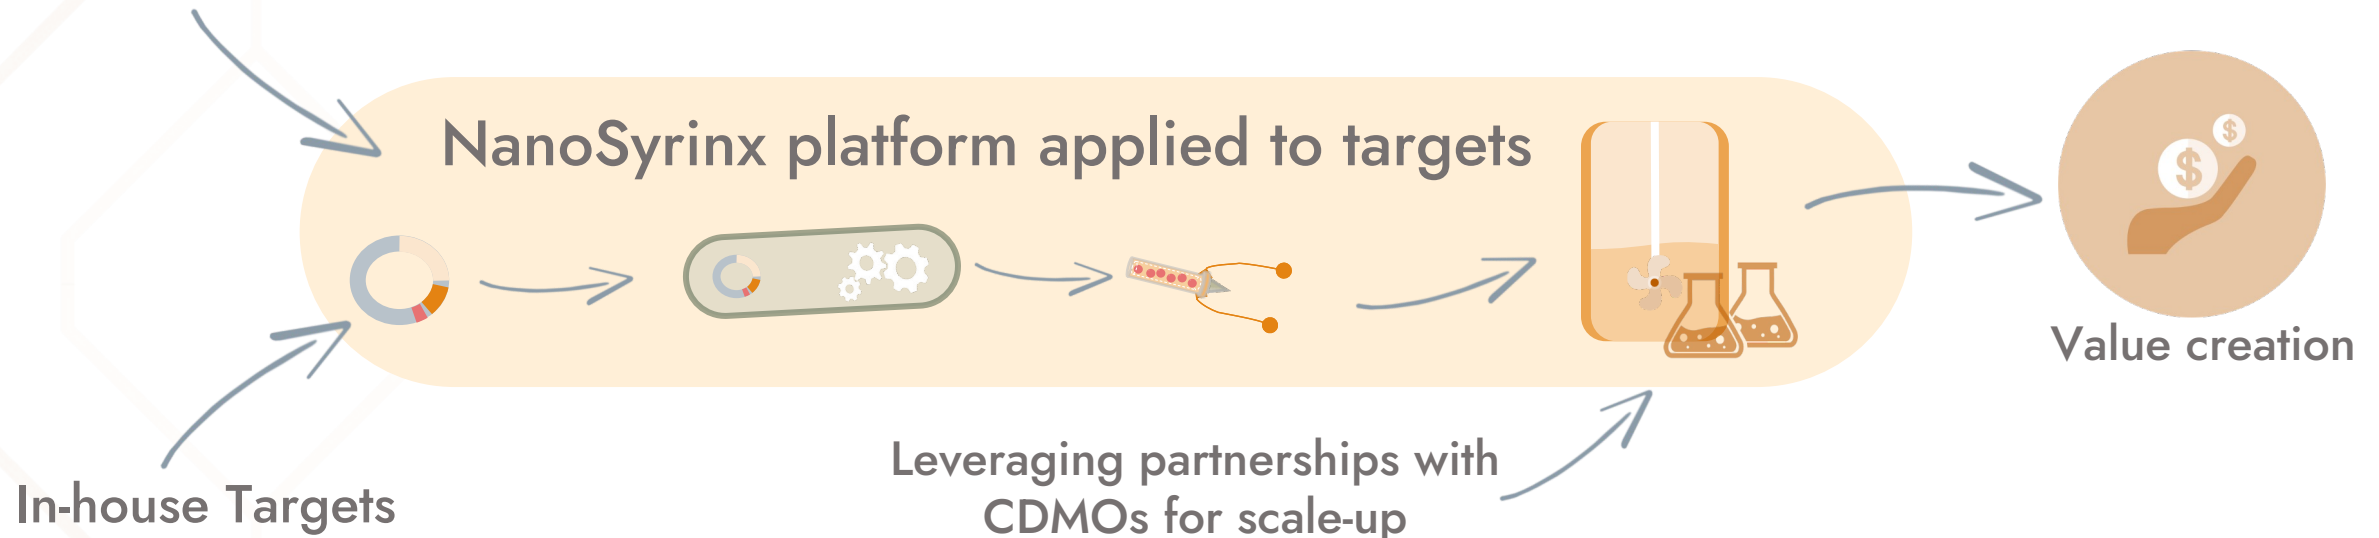 NanoSyrinx platform applied to targets
$
$
Value creation
Leveraging partnerships with
CDMOs for scale-up
In-house Targets